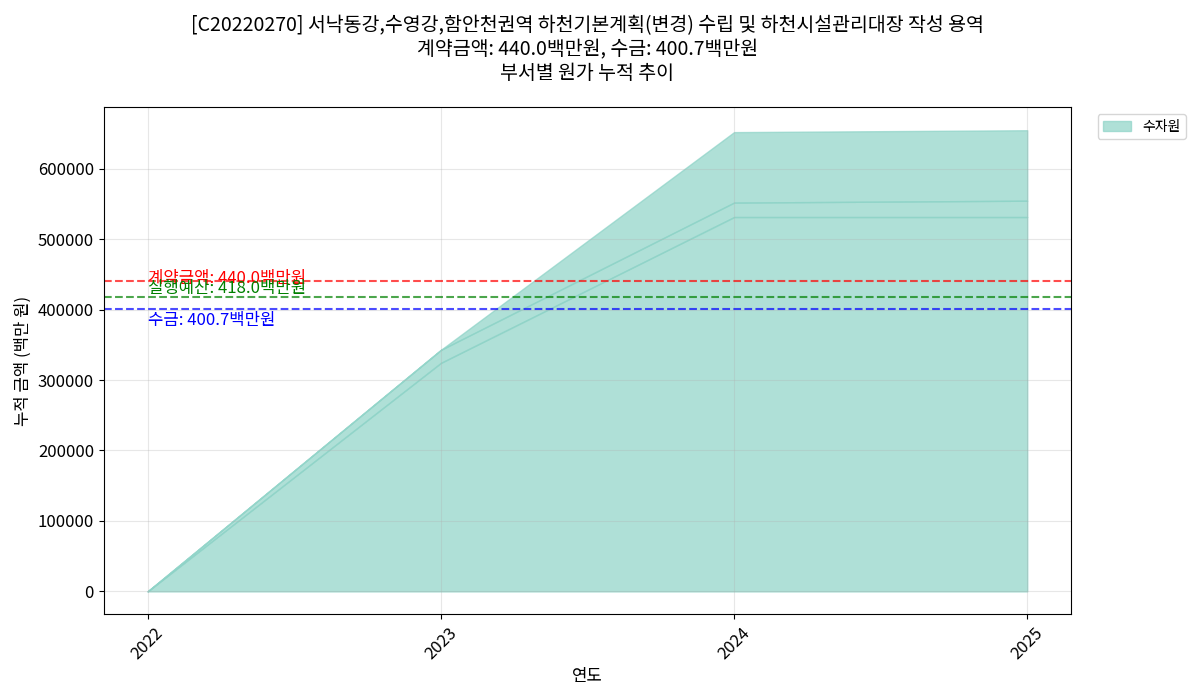 [C20220270] 서낙동강,수영강,함안천권역 하천기본계획(변경) 수립 및 하천시설관리대장 작성 용역
계약금액: 440.0백만원, 수금: 400.7백만원
부서별 원가 누적 추이
수자원
600000
500000
계약금액: 440.0백만원
실행예산: 418.0백만원
400000
수금: 400.7백만원
300000
200000
100000
0
누적 금액 (백만 원)
2022
2023
2024
2025
연도